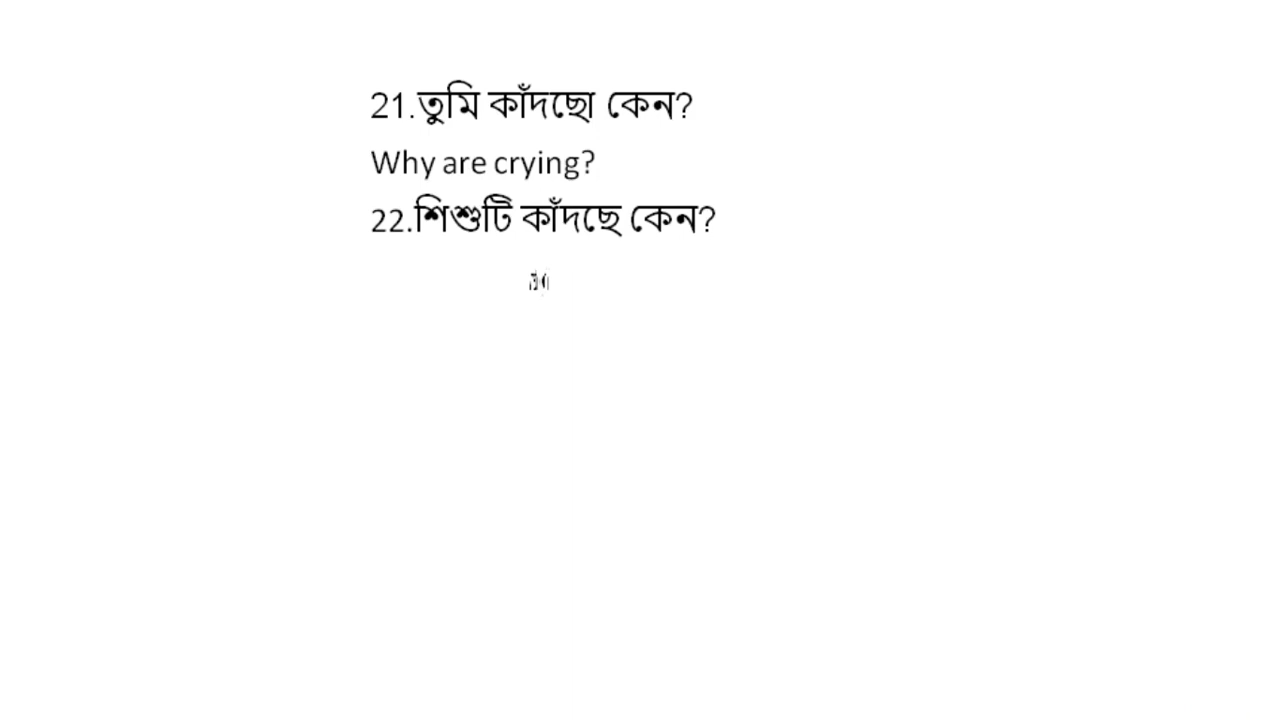 21.তুমি কাঁদছো কেন?
Why are crying?
22.শিশুটি কাঁদছে কেন?